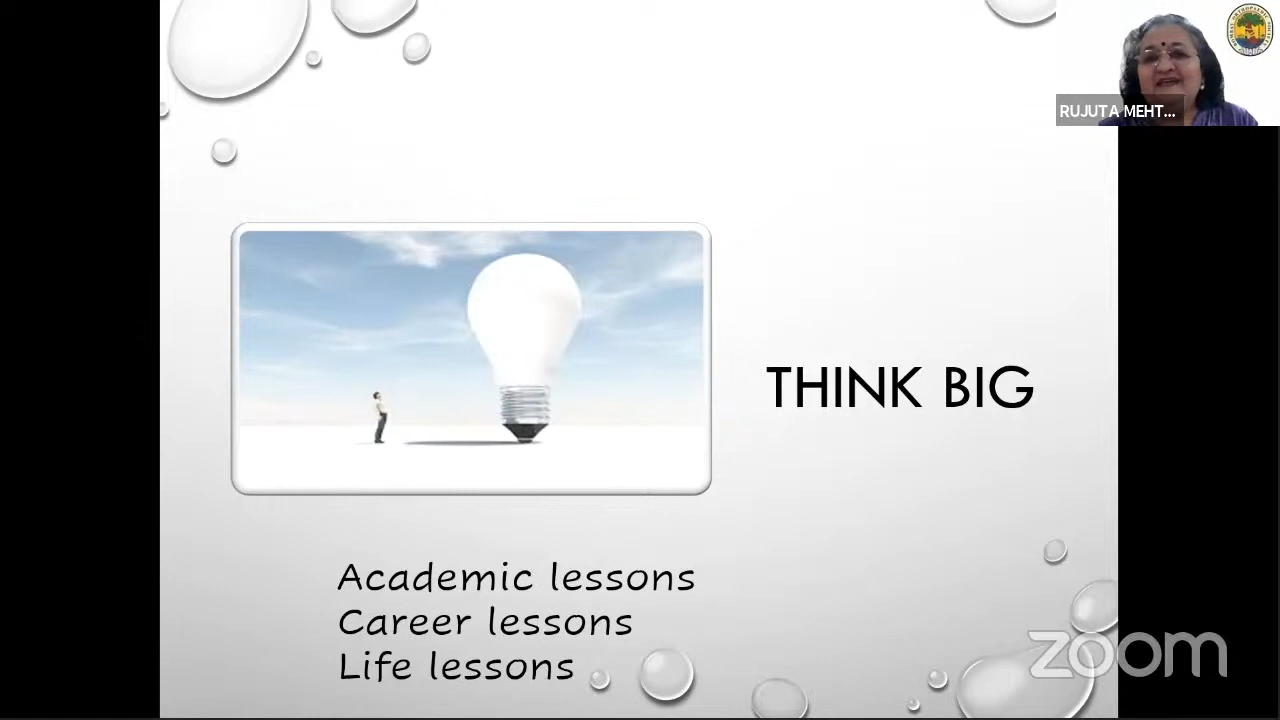 RUJUTA MEHT...
THINK BIG
Academic lessons
Career lessons
Life lessons
zoom